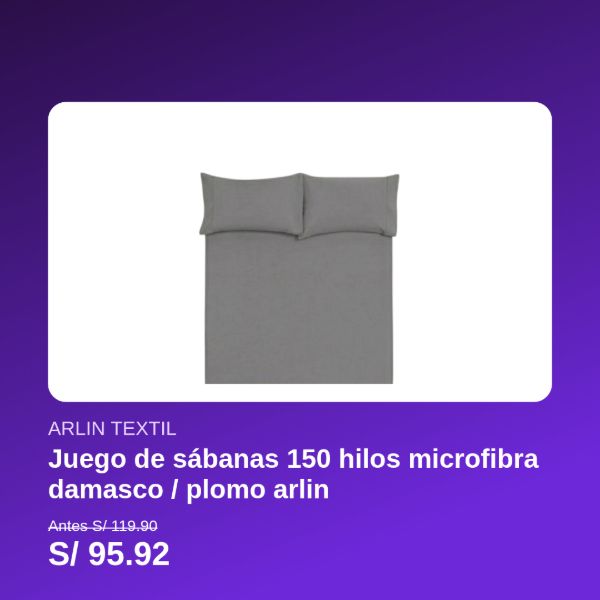 ARLIN TEXTIL
Juego de sábanas 150 hilos microfibra
damasco / plomo arlin
Antes S/ 119.90
S/ 95.92